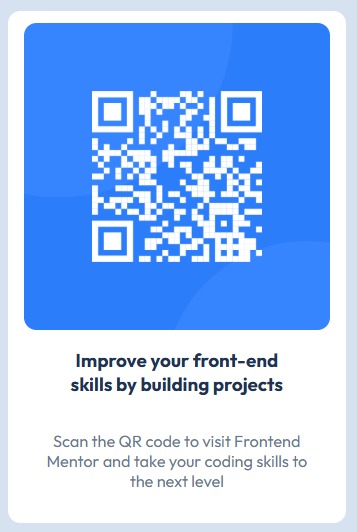 Improve your front-end
skills by building projects
Scan the QR code to visit Frontend
Mentor and take your coding skills to
the next level